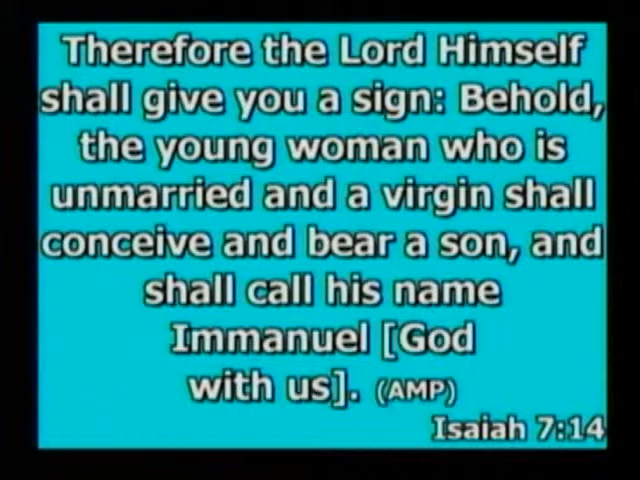 Therefore the Lord Himself
shall give you a sign: Behold,
the young woman who is
unmarried and a virgin shall
conceive and bear a son, and
shall call his name
Immanuel [God
with us]. (AMP)
Isaiah 7:14